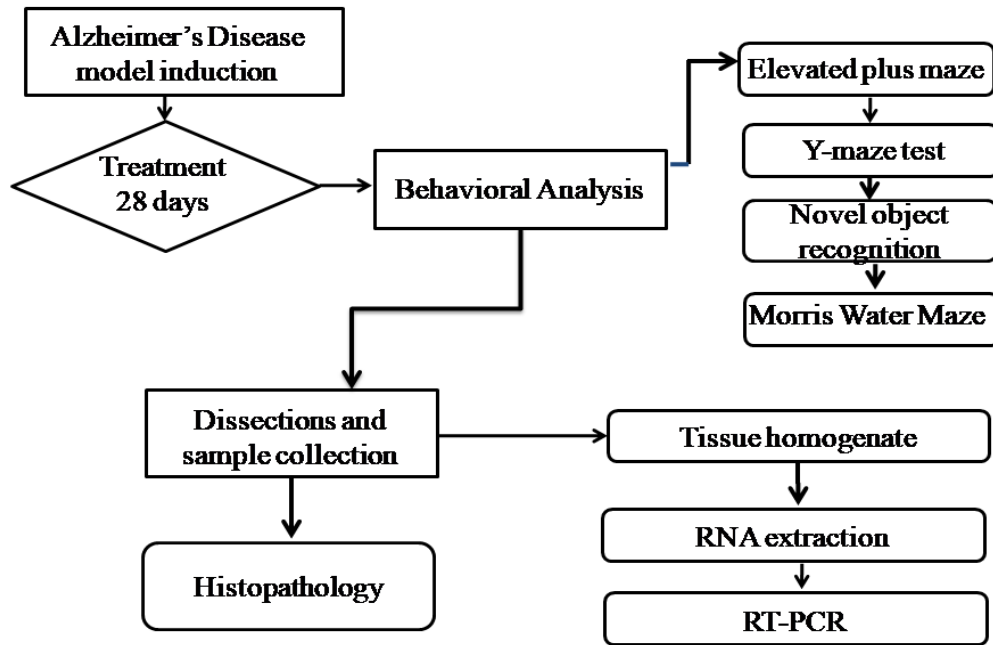 Alzheimer's Disease
model induction
Treatment
28 days
Behavioral Analysis
Elevated plus maze
Y-maze test
Novel object
recognition
Morris Water Maze
Dissections and
sample collection
Histopathology
Tissue homogenate
RNA extraction
RT-PCR